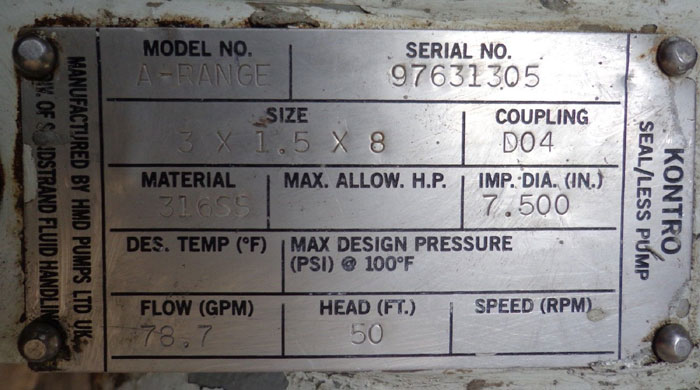 MODEL NO. SERIAL NO.
A-RANGE 97631305
SIZE COUPLING
3 X 1.5 X 8 D04
MATERIAL MAX. ALLOW. H.P. IMP. DIA. (IN.)
316SS 7.500
DES. TEMP (°F) MAX DESIGN PRESSURE
(PSI) @ 100°F
FLOW (GPM) HEAD (FT.) SPEED (RPM)
78.7 50
MANUFACTURED BY HMD PUMPS LTD UK.
OF SUNDSTRAND FLUID HANDLING
KONTRO
SEAL/LESS PUMP